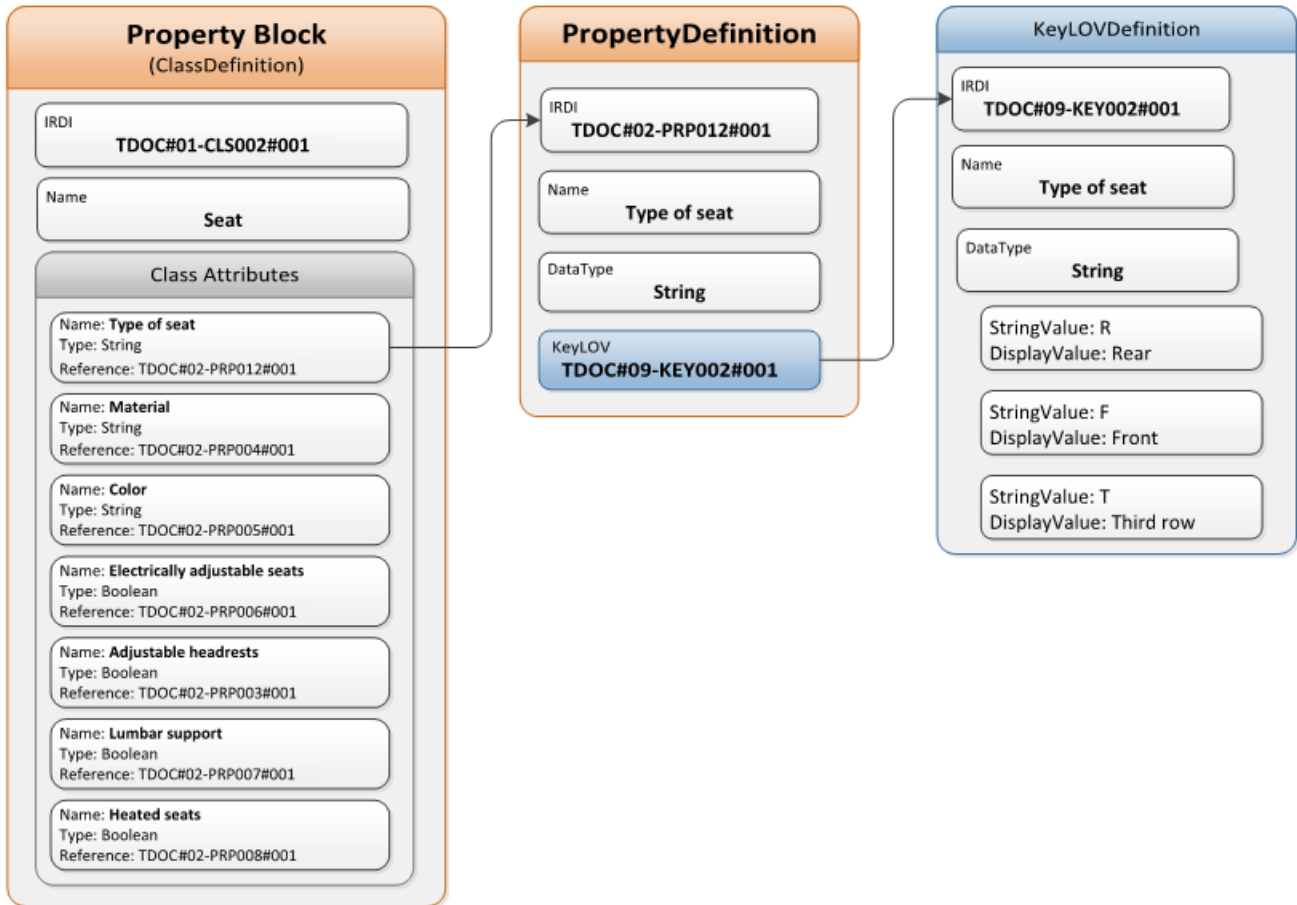 Property Block
(ClassDefinition)
IRDI
TDOC#01-CLS002#001
Name
Seat
Class Attributes
Name: Type of seat
Type: String
Reference: TDOC#02-PRP012#001
Name: Material
Type: String
Reference: TDOC#02-PRP004#001
Name: Color
Type: String
Reference: TDOC#02-PRP005#001
Name: Electrically adjustable seats
Type: Boolean
Reference: TDOC#02-PRP006#001
Name: Adjustable headrests
Type: Boolean
Reference: TDOC#02-PRP003#001
Name: Lumbar support
Type: Boolean
Reference: TDOC#02-PRP007#001
Name: Heated seats
Type: Boolean
Reference: TDOC#02-PRP008#001
PropertyDefinition
IRDI
TDOC#02-PRP012#001
Name
Type of seat
DataType
String
KeyLOV
TDOC#09-KEY002#001
KeyLOVDefinition
IRDI
TDOC#09-KEY002#001
Name
Type of seat
DataType
String
StringValue: R
DisplayValue: Rear
StringValue: F
DisplayValue: Front
StringValue: T
DisplayValue: Third row